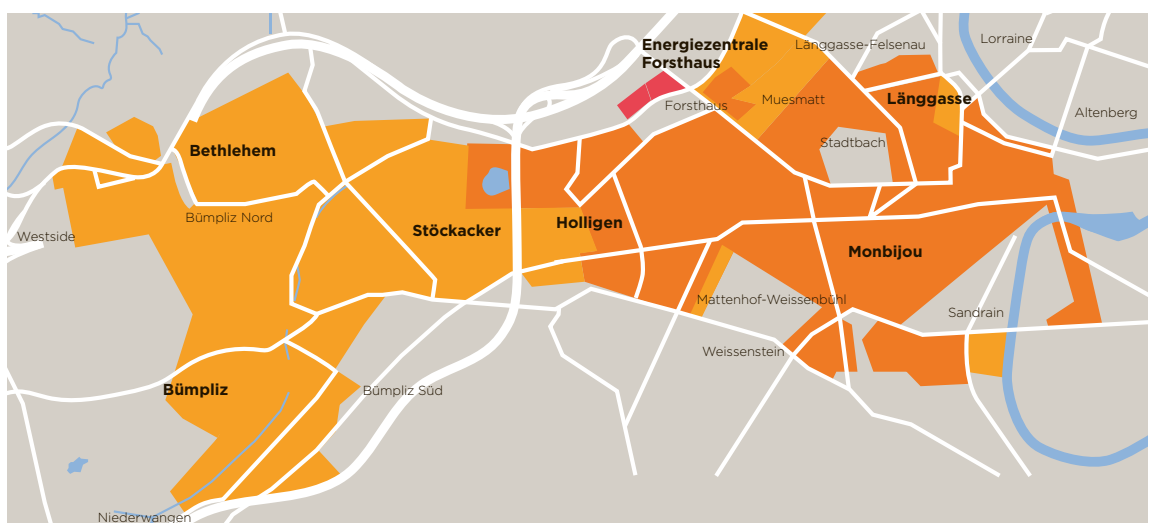 Energiezentrale
Forsthaus
Länggasse-Felsenau
Lorraine
Forsthaus
Muesmatt
Länggasse
Altenberg
Stadtbach
Bethlehem
Bümpliz Nord
Westside
Stöckacker
Holligen
Monbijou
Mattenhof-Weissenbühl
Sandrain
Weissenstein
Bümpliz
Bümpliz Süd
Niederwangen